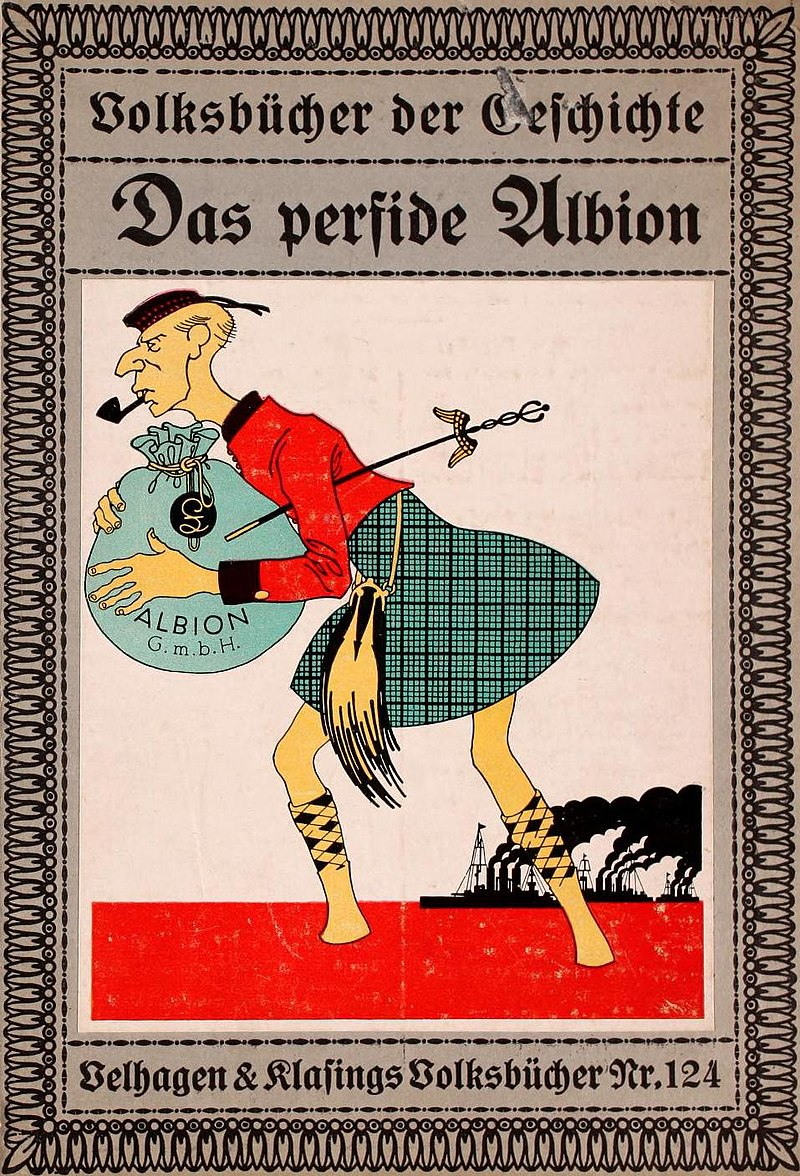 Volksbücher der Geschichte
Das perfide Albion
ALBION
G.m.b.H.
Velhagen & Klasings Volksbücher Nr. 124